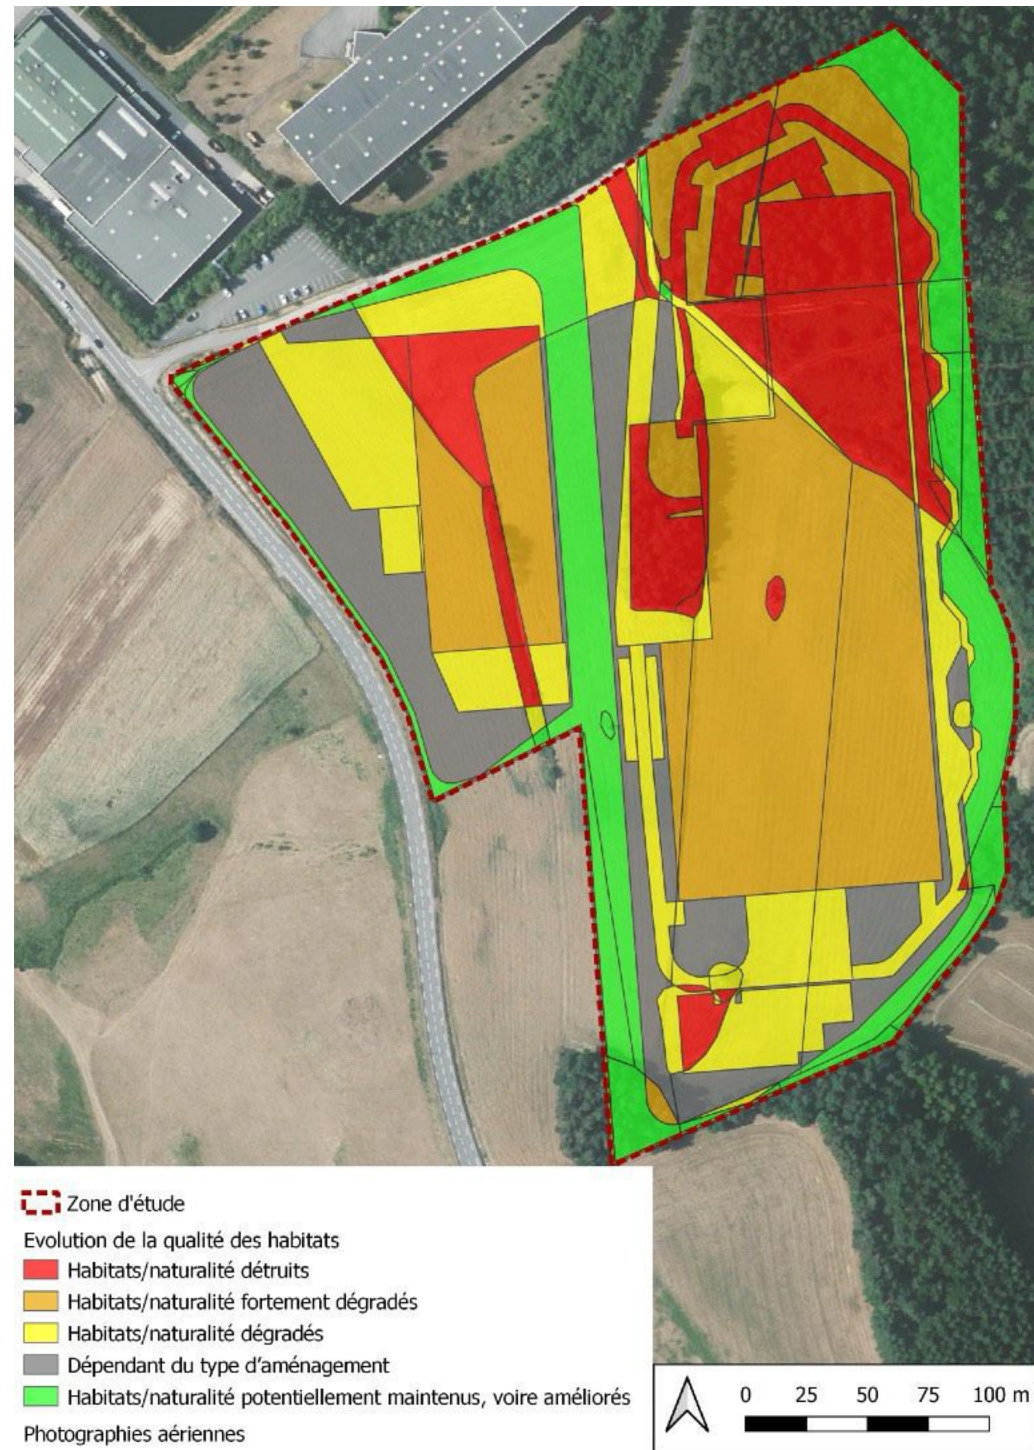 Zone d'étude
Evolution de la qualité des habitats
Habitats/naturalité détruits
Habitats/naturalité fortement dégradés
Habitats/naturalité dégradés
Dépendant du type d'aménagement
Habitats/naturalité potentiellement maintenus, voire améliorés
Photographies aériennes
0 25 50 75 100 m